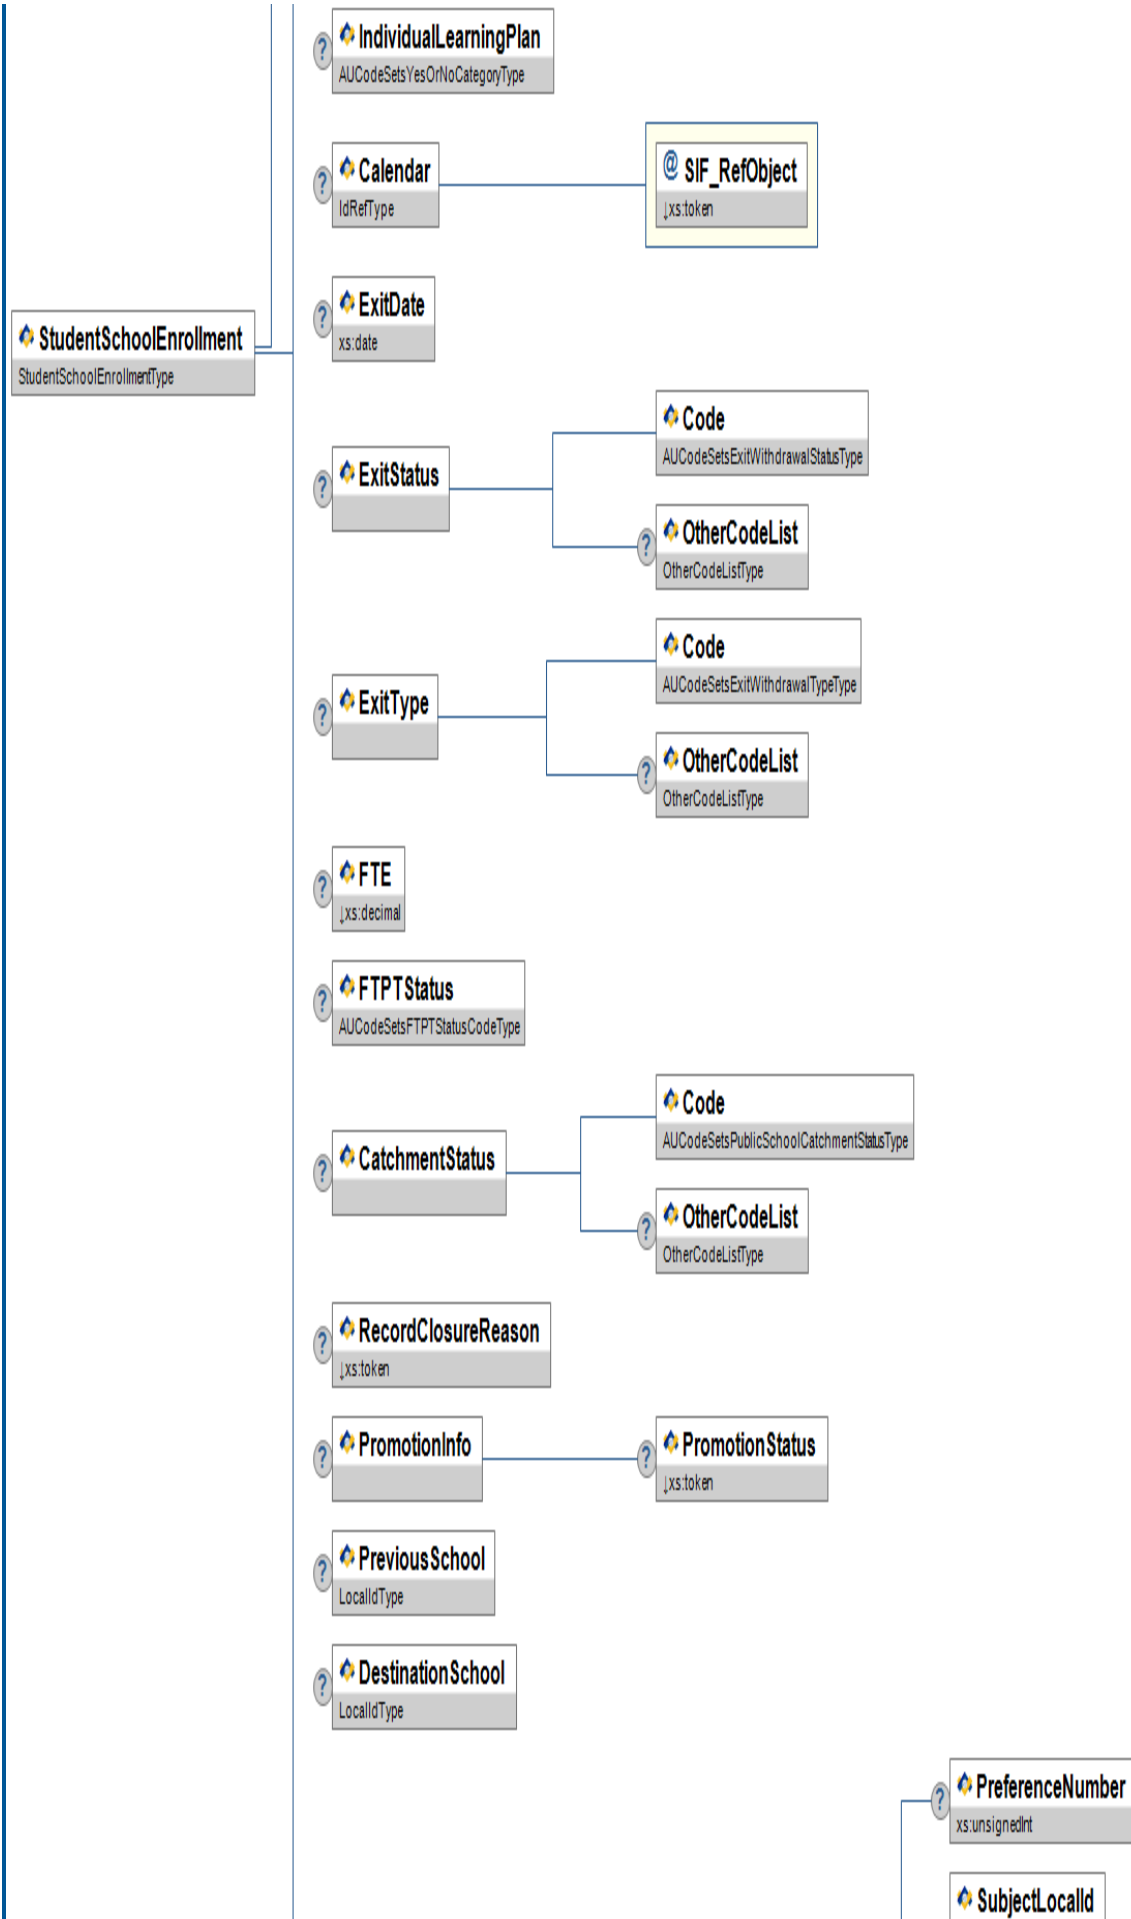 ? IndividualLearningPlan
AUCodeSetsYesOrNoCategoryType
? Calendar
IdRefType
@ SIF_RefObject
↓xs:token
? ExitDate
xs:date
StudentSchoolEnrollment
StudentSchoolEnrollmentType
? ExitStatus
Code
AUCodeSetsExitWithdrawalStatusType
? OtherCodeList
OtherCodeListType
? ExitType
Code
AUCodeSetsExitWithdrawalTypeType
? OtherCodeList
OtherCodeListType
? FTE
↓xs:decimal
? FTPTStatus
AUCodeSetsFTPTStatusCodeType
? CatchmentStatus
Code
AUCodeSetsPublicSchoolCatchmentStatusType
? OtherCodeList
OtherCodeListType
? RecordClosureReason
↓xs:token
? PromotionInfo
? PromotionStatus
↓xs:token
? PreviousSchool
LocalIdType
? DestinationSchool
LocalIdType
? PreferenceNumber
xs:unsignedInt
SubjectLocalId